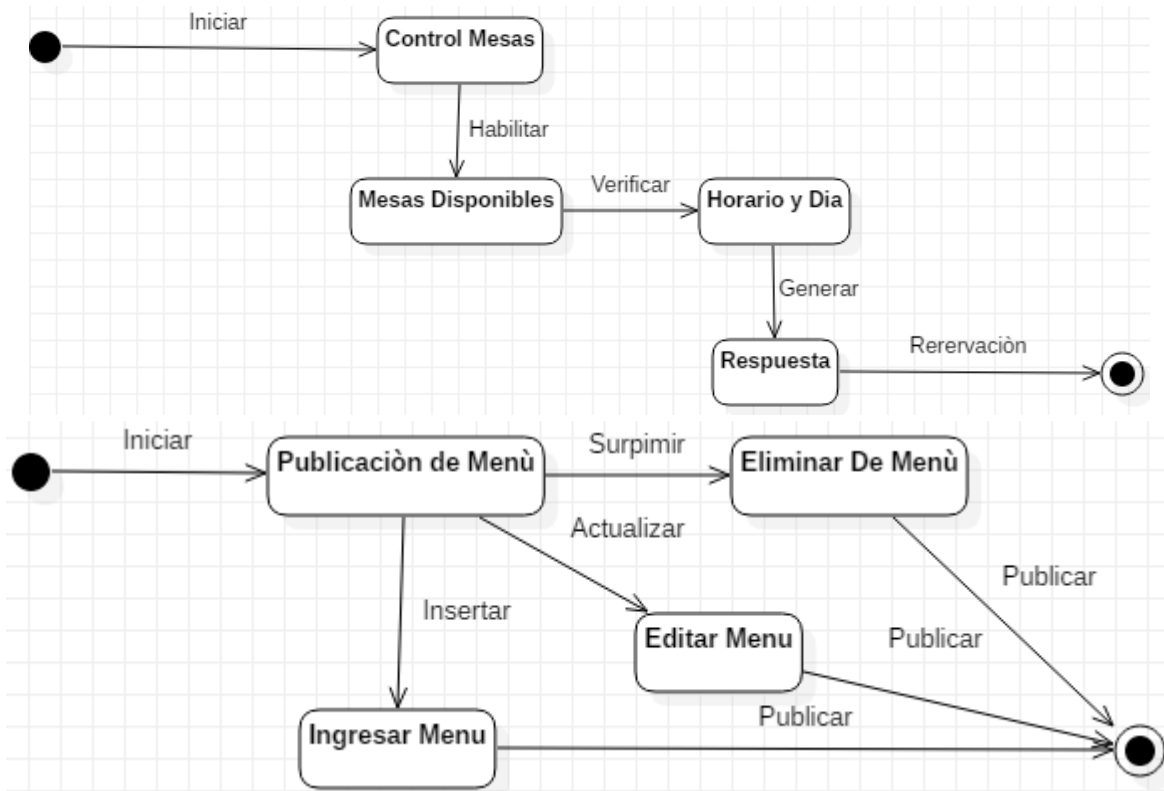 Iniciar
Control Mesas
Habilitar
Mesas Disponibles
Verificar
Horario y Dia
Generar
Respuesta
Rerervaciòn
Iniciar
Publicaciòn de Menù
Surpimir
Eliminar De Menù
Actualizar
Publicar
Insertar
Editar Menu
Publicar
Ingresar Menu
Publicar